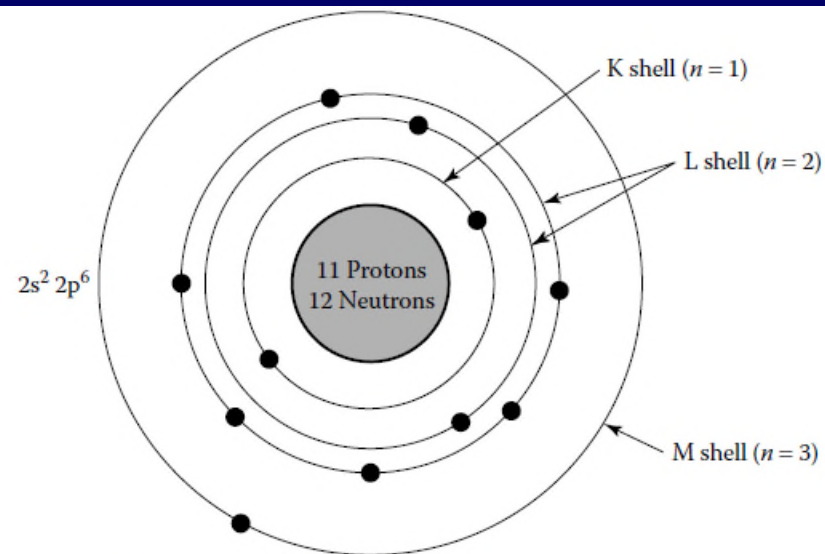 K shell (n = 1)
L shell (n = 2)
11 Protons
12 Neutrons
2s² 2p⁶
M shell (n = 3)